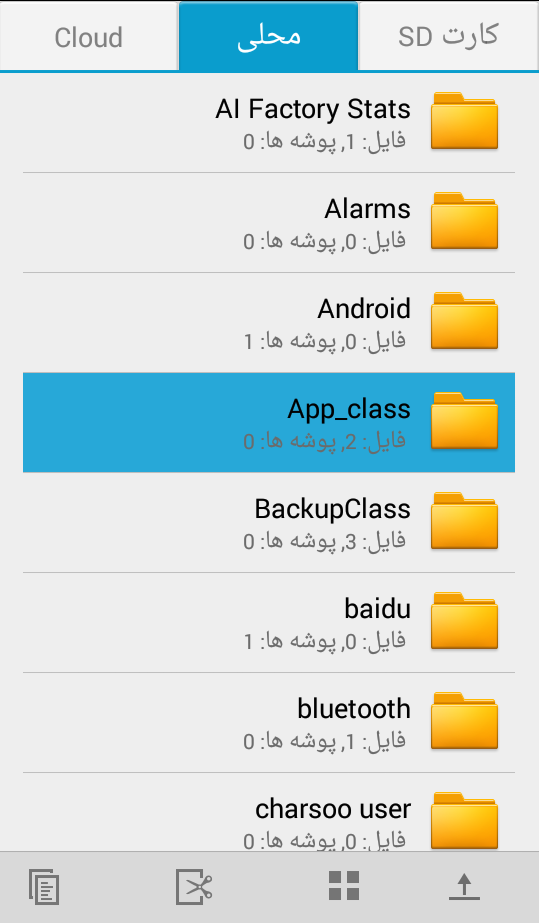 کارت SD
محلی
Cloud
AI Factory Stats
فایل: 1, پوشه ها: 0
Alarms
فایل: 0, پوشه ها: 0
Android
فایل: 0, پوشه ها: 1
App_class
فایل: 2, پوشه ها: 0
BackupClass
فایل: 3, پوشه ها: 0
baidu
فایل: 0, پوشه ها: 1
bluetooth
فایل: 1, پوشه ها: 0
charsoo user
فایل: 0, پوشه ها: 0